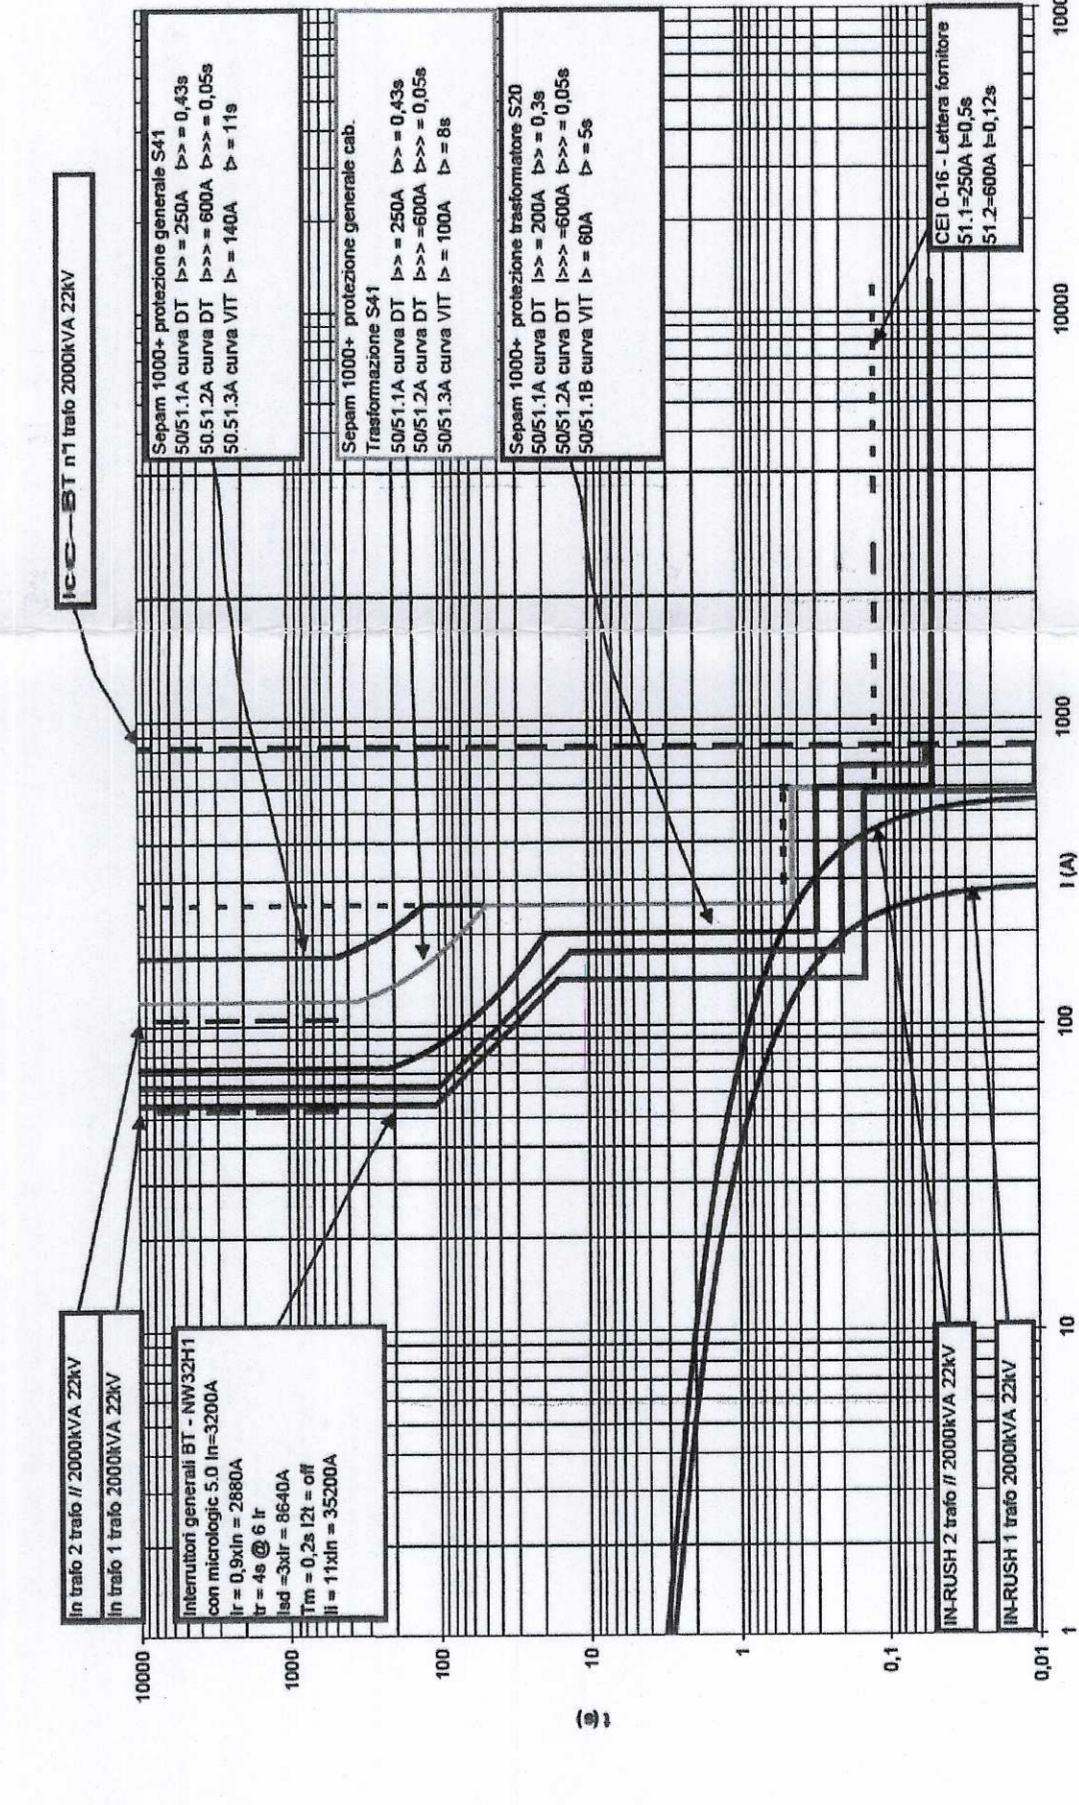 In trafo 2 trafo // 2000kVA 22kV
In trafo 1 trafo 2000kVA 22kV
Interruttori generali BT - NW32H1
con micrologic 5.0 In=3200A
Ir = 0,9xIn = 2880A
tr = 4s @ 6 Ir
Isd =3xIr = 8640A
Tm = 0,2s I2t = off
Ii = 11xIn = 35200A
Icc-BT n°1 trafo 2000kVA 22kV
Sepam 1000+ protezione generale S41
50/51.1A curva DT I>> = 250A t>> = 0,43s
50.51.2A curva DT I>>> = 600A t>>> = 0,05s
50.51.3A curva VIT I> = 140A t> = 11s
Sepam 1000+ protezione generale cab.
Trasformazione S41
50/51.1A curva DT I>> = 250A t>> = 0,43s
50/51.2A curva DT I>>> =600A t>>> = 0,05s
50/51.3A curva VIT I> = 100A t> = 8s
Sepam 1000+ protezione trasformatore S20
50/51.1A curva DT I>> = 200A t>> = 0,3s
50/51.2A curva DT I>>> =600A t>>> = 0,05s
50/51.1B curva VIT I> = 60A t> =5s
CEI 0-16 - Lettera fornitore
51.1=250A t=0,5s
51.2=600A t=0,12s
IN-RUSH 2 trafo // 2000kVA 22kV
IN-RUSH 1 trafo 2000kVA 22kV
t (s)
10000
1000
100
10
1
0,1
0,01
1
10
100
I (A)
1000
10000